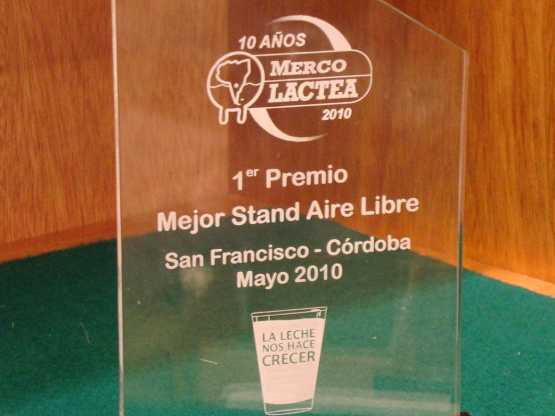 10 AÑOS
MERCO
LACTEA
2010
1er Premio
Mejor Stand Aire Libre
San Francisco - Córdoba
Mayo 2010
LA LECHE
NOS HACE
CRECER